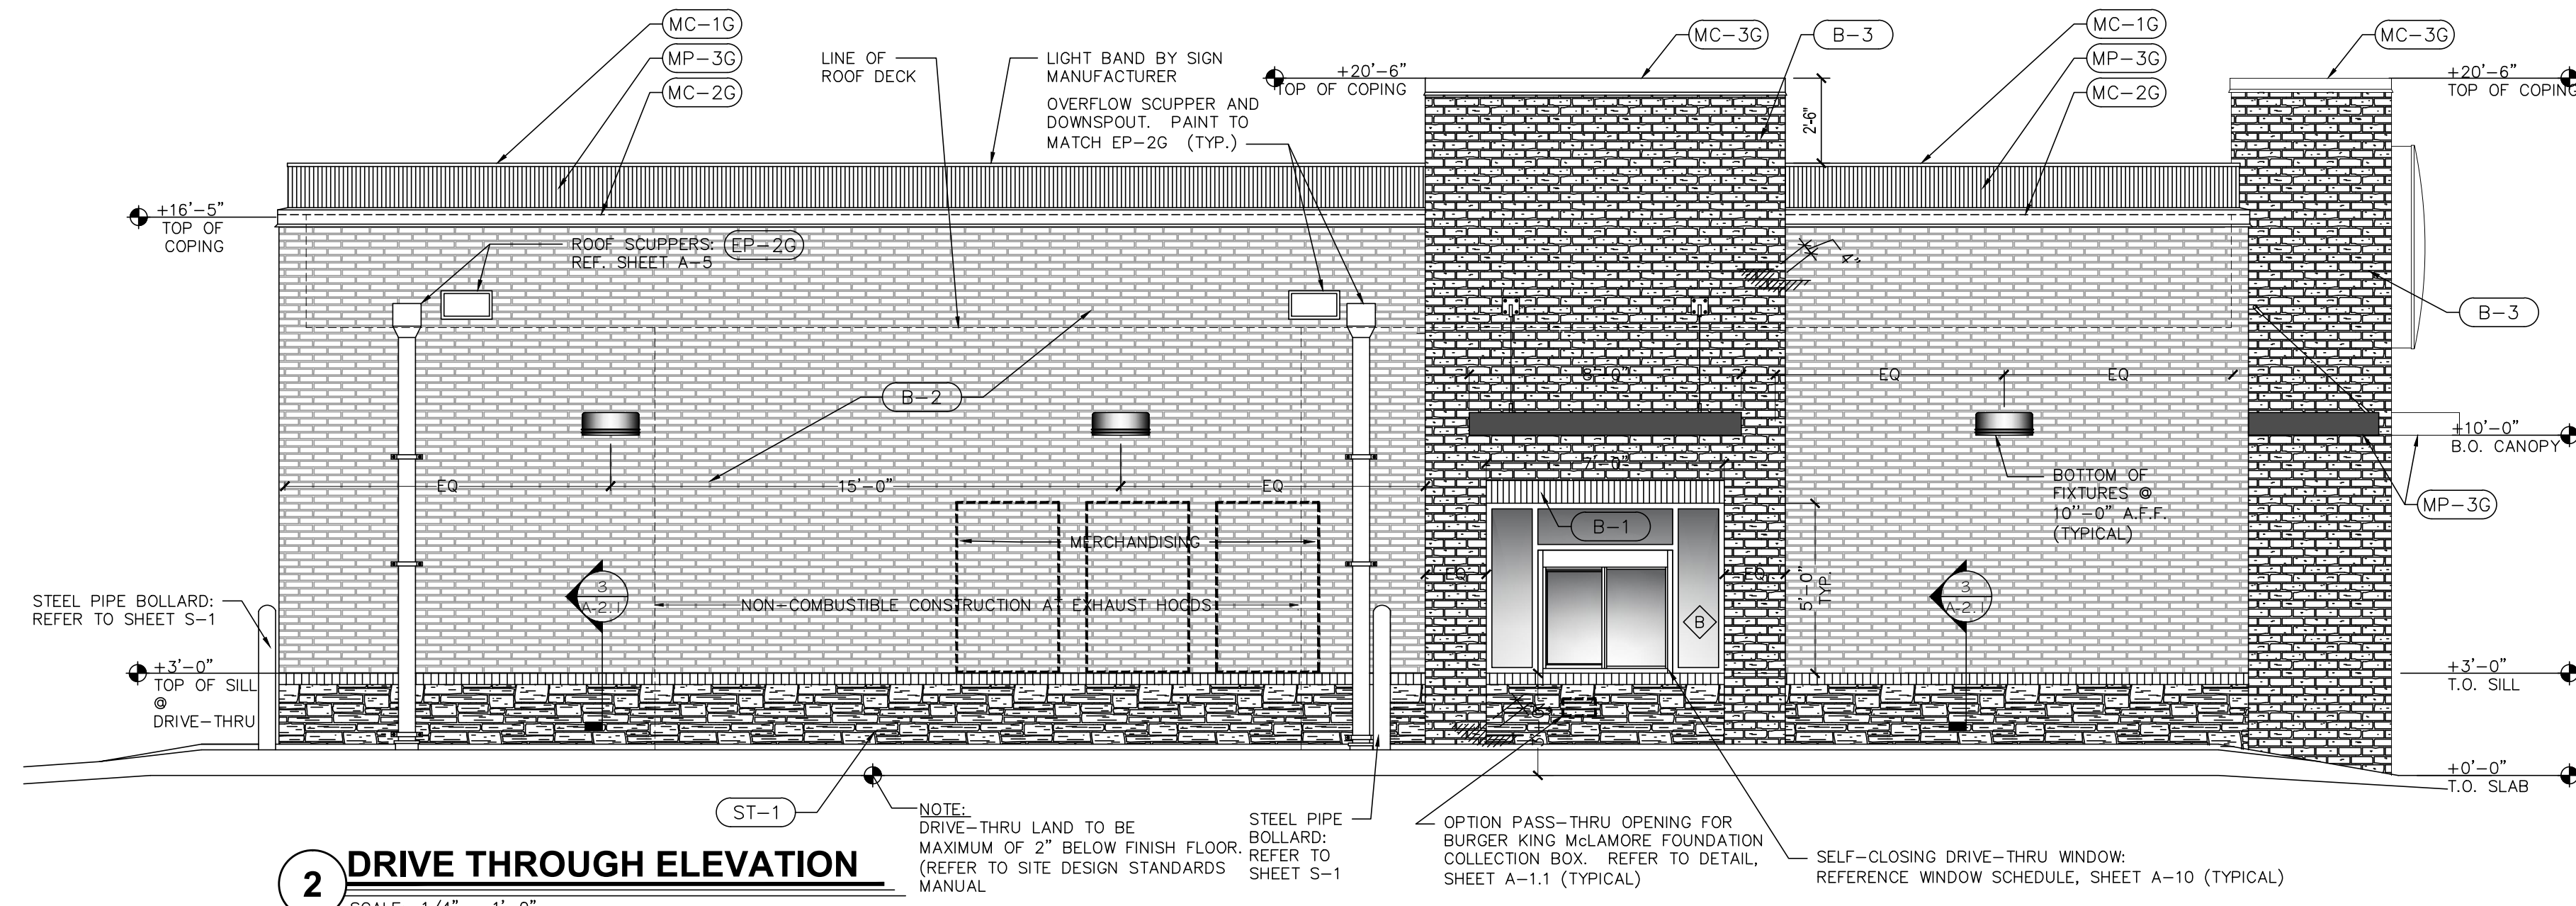 MC-1G
MP-3G
MC-2G
LINE OF
ROOF DECK
LIGHT BAND BY SIGN
MANUFACTURER
OVERFLOW SCUPPER AND
DOWNSPOUT. PAINT TO
MATCH EP-2G (TYP.)
+20'-6"
TOP OF COPING
MC-3G
B-3
2'-6"
MC-1G
MP-3G
MC-2G
MC-3G
+20'-6"
TOP OF COPING
+16'-5"
TOP OF
COPING
ROOF SCUPPERS: EP-2G
REF. SHEET A-5
4"
B-3
B-2
8'-0"
EQ
EQ
+10'-0"
B.O. CANOPY
EQ
15'-0"
EQ
7'-0"
BOTTOM OF
FIXTURES @
10"-0" A.F.F.
(TYPICAL)
MP-3G
B-1
MERCHANDISING
EQ
EQ
5'-0"
TYP.
3
A-2.1
NON-COMBUSTIBLE CONSTRUCTION AT EXHAUST HOODS
B
3
A-2.1
STEEL PIPE BOLLARD:
REFER TO SHEET S-1
+3'-0"
TOP OF SILL
@
DRIVE-THRU
+3'-0"
T.O. SILL
+0'-0"
T.O. SLAB
ST-1
NOTE:
DRIVE-THRU LAND TO BE
MAXIMUM OF 2" BELOW FINISH FLOOR.
(REFER TO SITE DESIGN STANDARDS
MANUAL
STEEL PIPE
BOLLARD:
REFER TO
SHEET S-1
OPTION PASS-THRU OPENING FOR
BURGER KING McLAMORE FOUNDATION
COLLECTION BOX. REFER TO DETAIL,
SHEET A-1.1 (TYPICAL)
SELF-CLOSING DRIVE-THRU WINDOW:
REFERENCE WINDOW SCHEDULE, SHEET A-10 (TYPICAL)
2
DRIVE THROUGH ELEVATION